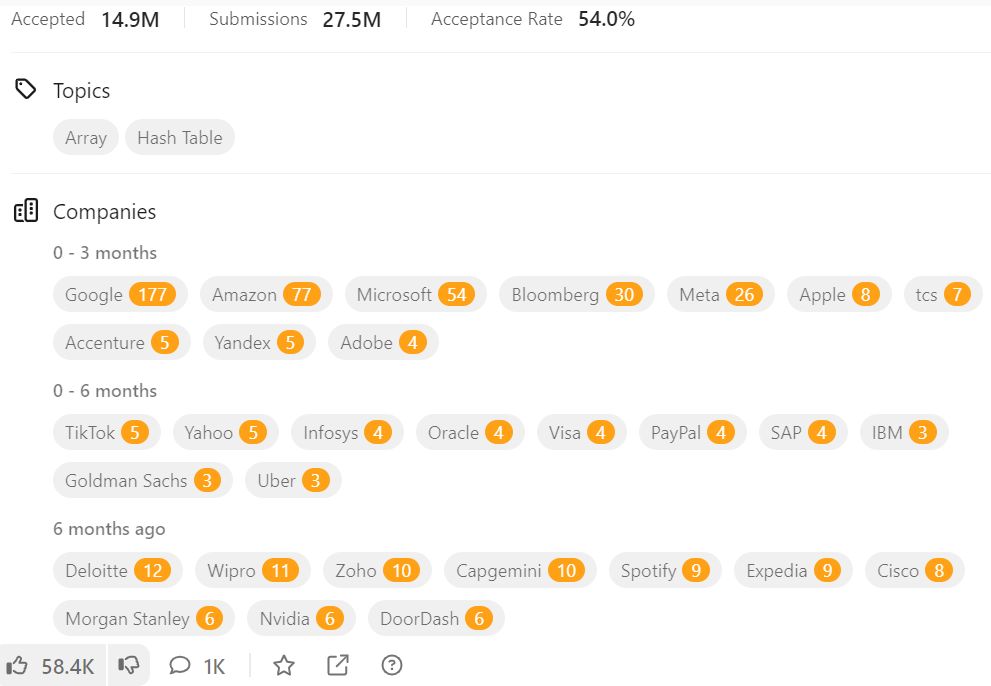 Accepted 14.9M Submissions 27.5M Acceptance Rate 54.0%
Topics
Array Hash Table
Companies
0 - 3 months
Google 177 Amazon 77 Microsoft 54 Bloomberg 30 Meta 26 Apple 8 tcs 7
Accenture 5 Yandex 5 Adobe 4
0 - 6 months
TikTok 5 Yahoo 5 Infosys 4 Oracle 4 Visa 4 PayPal 4 SAP 4 IBM 3
Goldman Sachs 3 Uber 3
6 months ago
Deloitte 12 Wipro 11 Zoho 10 Capgemini 10 Spotify 9 Expedia 9 Cisco 8
Morgan Stanley 6 Nvidia 6 DoorDash 6
58.4K 1K